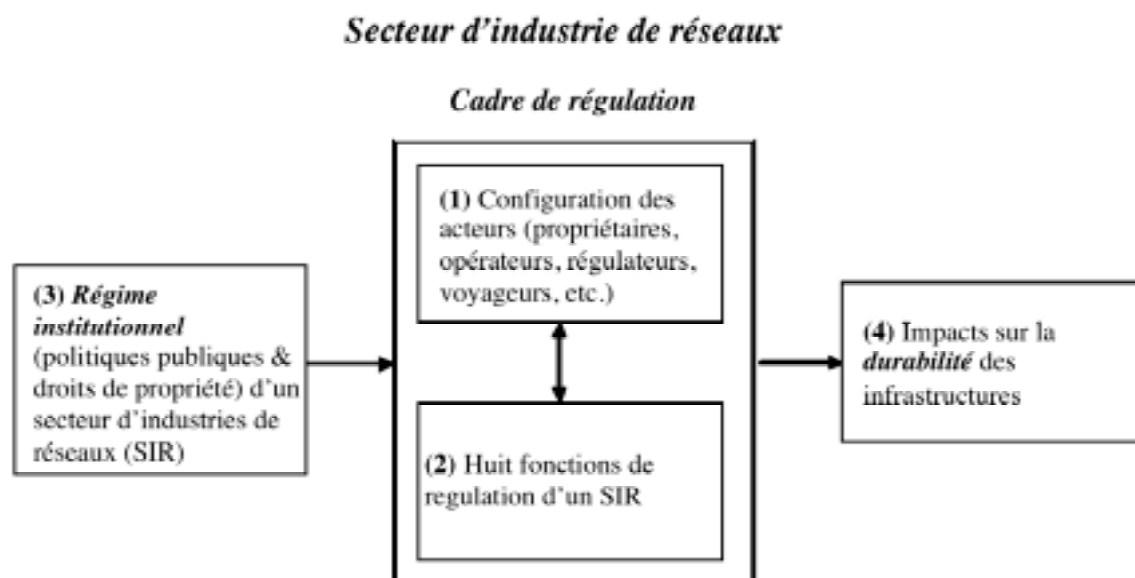 Secteur d'industrie de réseaux
Cadre de régulation
(1) Configuration des
acteurs (propriétaires,
opérateurs, régulateurs,
voyageurs, etc.)
(3) Régime
institutionnel
(politiques publiques &
droits de propriété) d'un
secteur d'industries de
réseaux (SIR)
(2) Huit fonctions de
regulation d'un SIR
(4) Impacts sur la
durabilité des
infrastructures